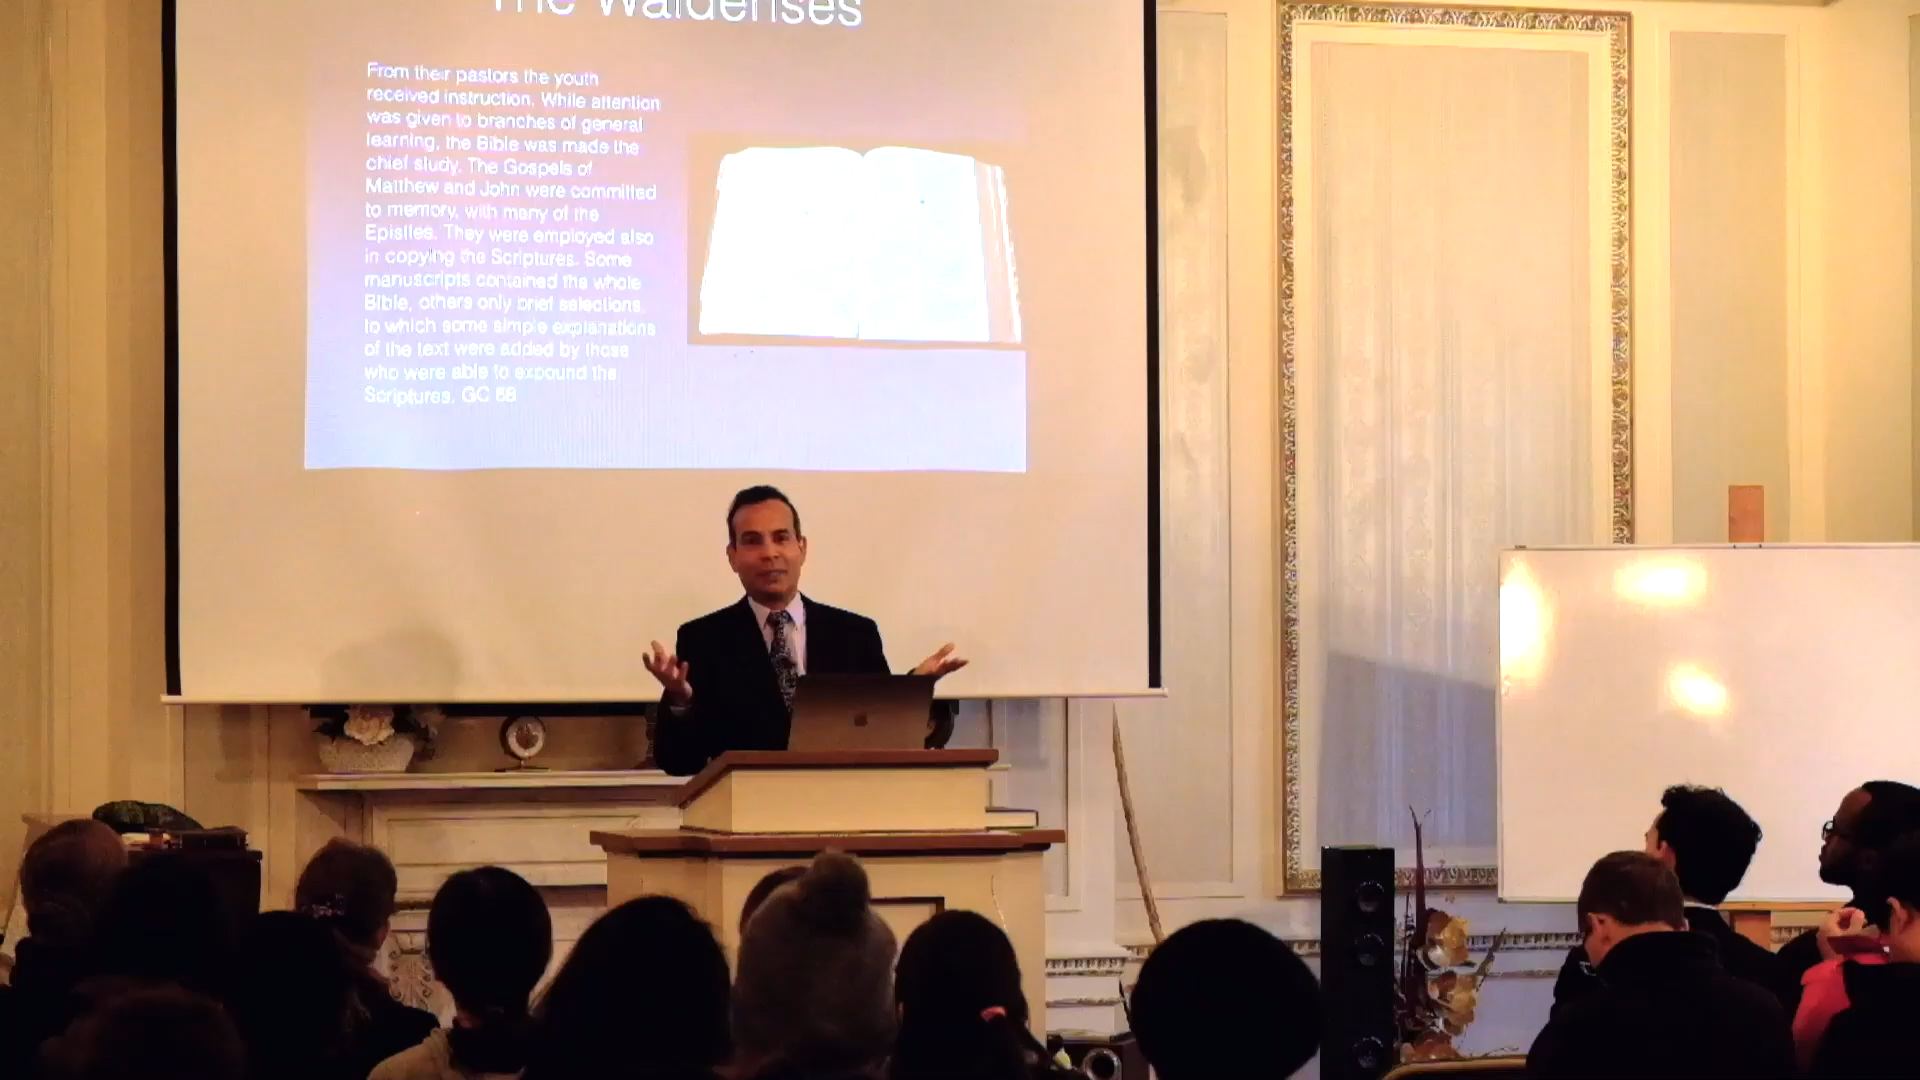 The Waldenses
From their pastors the youth
received instruction. While attention
was given to branches of general
learning, the Bible was made the
chief study. The Gospels of
Matthew and John were committed
to memory, with many of the
Epistles. They were employed also
in copying the Scriptures. Some
manuscripts contained the whole
Bible, others only brief selections,
to which some simple explanations
of the text were added by those
who were able to expound the
Scriptures. GC 68